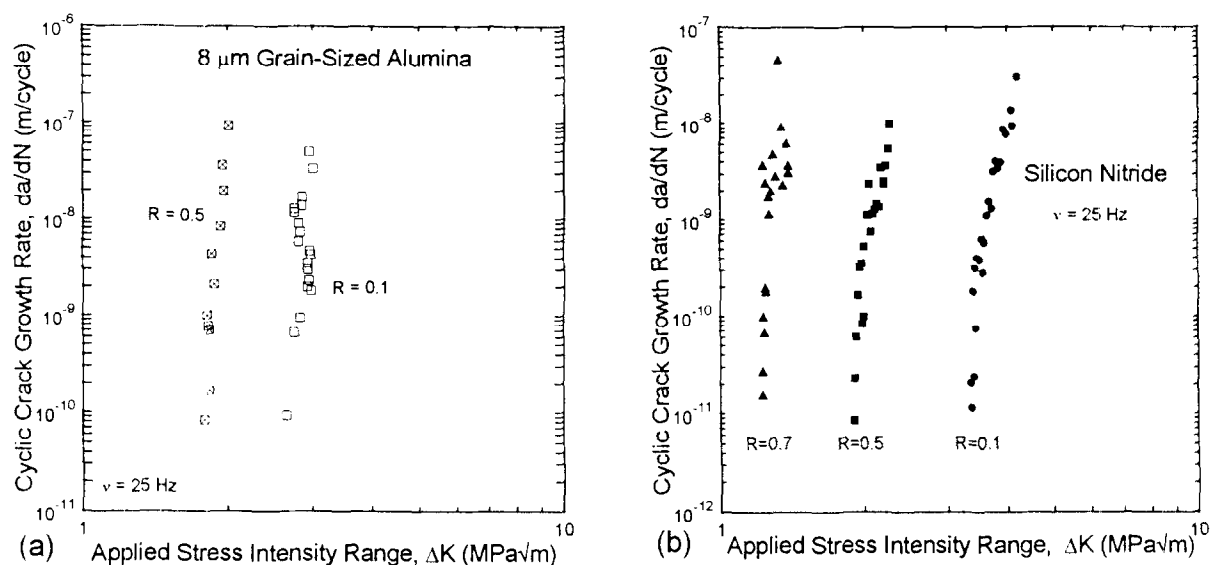 10⁻⁶
8 µm Grain-Sized Alumina
10⁻⁷
R = 0.5
10⁻⁸
R = 0.1
10⁻⁹
10⁻¹⁰
ν = 25 Hz
10⁻¹¹
1
10
Cyclic Crack Growth Rate, da/dN (m/cycle)
(a)
Applied Stress Intensity Range, ΔK (MPa√m)
10⁻⁷
10⁻⁸
Silicon Nitride
ν = 25 Hz
10⁻⁹
10⁻¹⁰
10⁻¹¹
R=0.7
R=0.5
R=0.1
10⁻¹²
1
10
Cyclic Crack Growth Rate, da/dN (m/cycle)
(b)
Applied Stress Intensity Range, ΔK (MPa√m)